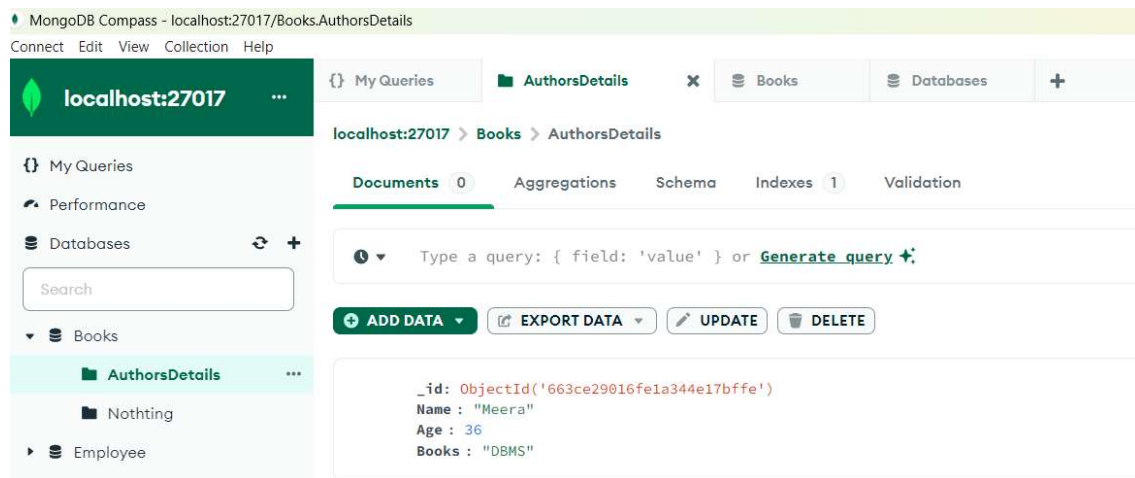 MongoDB Compass - localhost:27017/Books.AuthorsDetails
Connect Edit View Collection Help
localhost:27017 ...
{} My Queries
Performance
Databases
Search
Books
AuthorsDetails ...
Nothting
Employee
{} My Queries AuthorsDetails Books Databases
localhost:27017 > Books > AuthorsDetails
Documents 0 Aggregations Schema Indexes 1 Validation
Type a query: { field: 'value' } or Generate query
ADD DATA EXPORT DATA UPDATE DELETE
_id: ObjectId('663ce29016fe1a344e17bffe')
Name : "Meera"
Age : 36
Books : "DBMS"